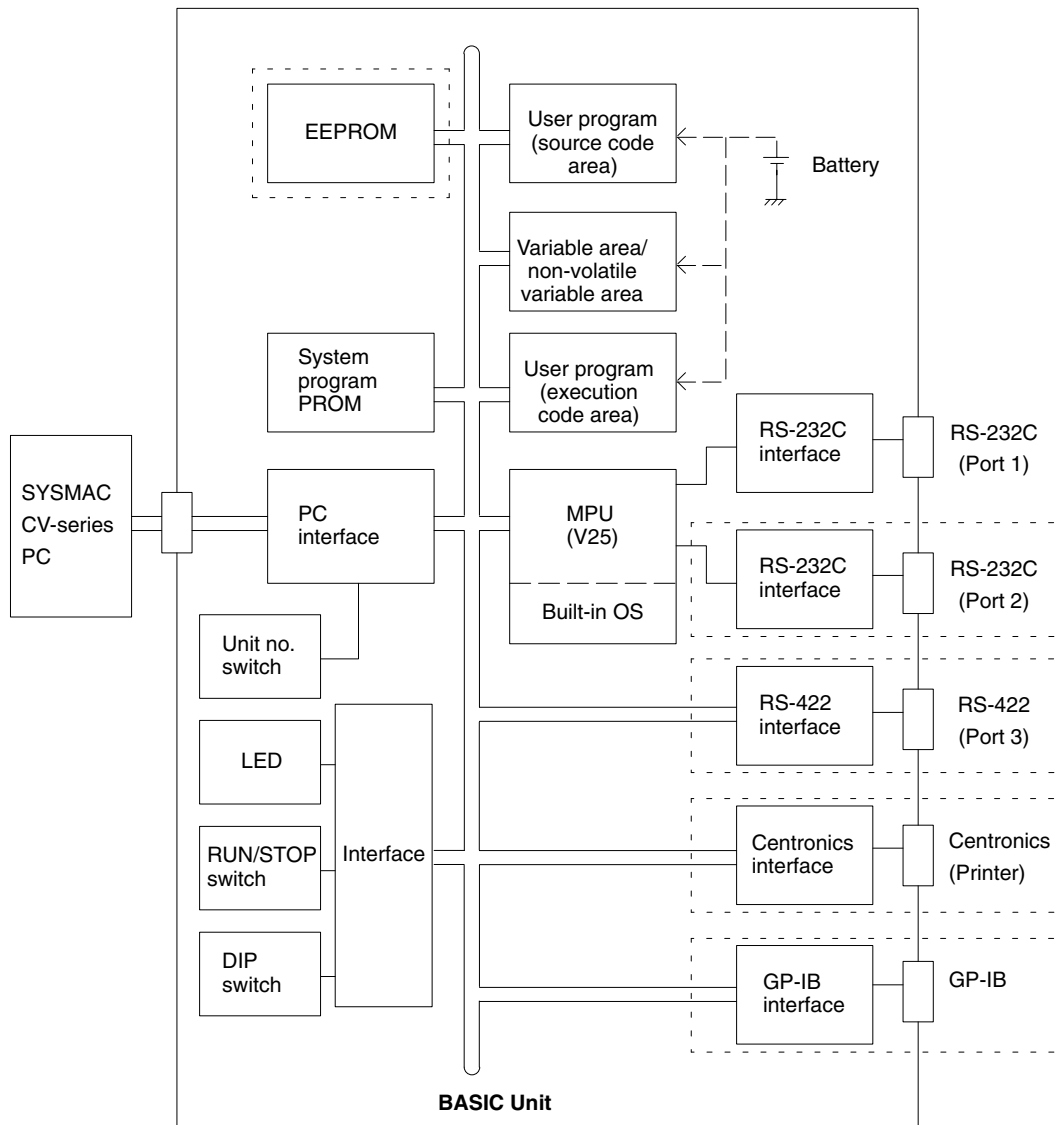 EEPROM
User program
(source code
area)
Battery
Variable area/
non-volatile
variable area
System
program
PROM
User program
(execution
code area)
RS-232C
interface
RS-232C
(Port 1)
SYSMAC
CV-series
PC
PC
interface
MPU
(V25)
Built-in OS
RS-232C
interface
RS-232C
(Port 2)
Unit no.
switch
RS-422
interface
RS-422
(Port 3)
LED
RUN/STOP
switch
Interface
Centronics
interface
Centronics
(Printer)
DIP
switch
GP-IB
interface
GP-IB
BASIC Unit